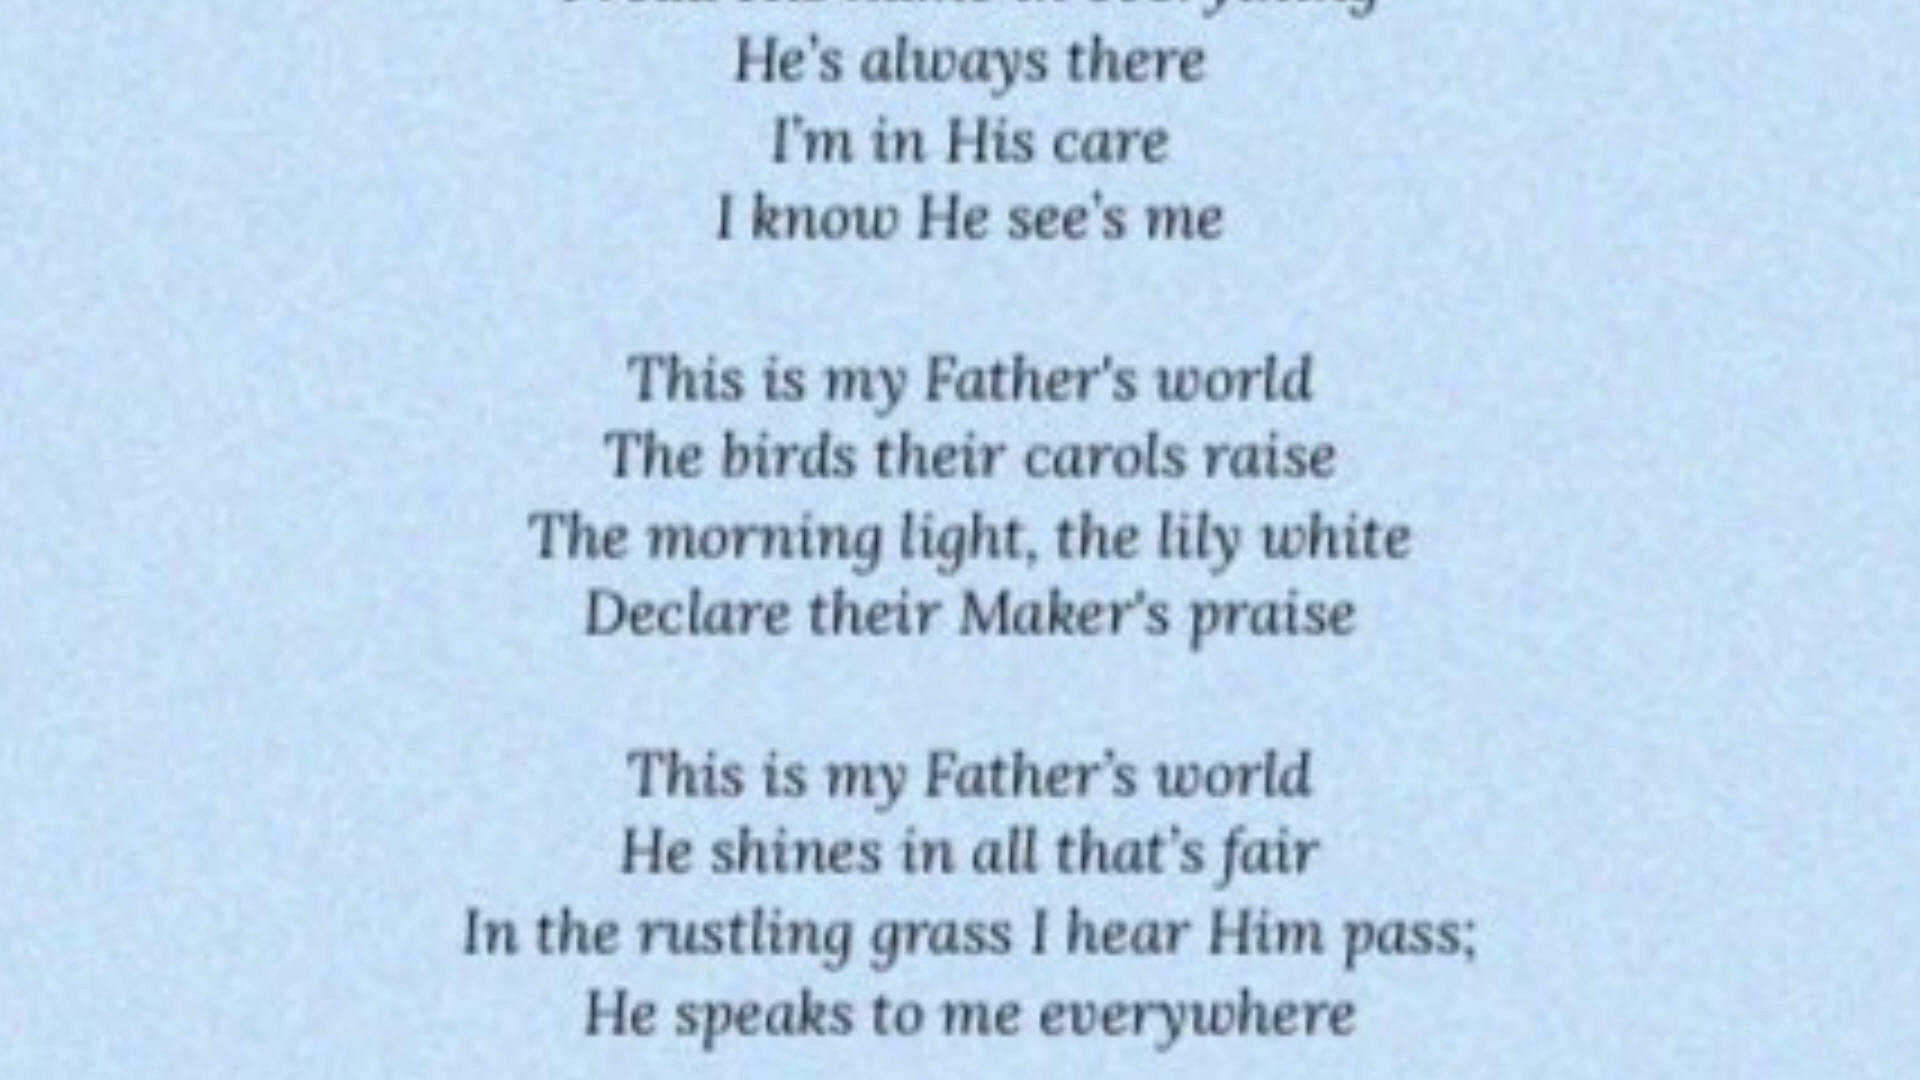 He’s always there
I’m in His care
I know He see’s me
This is my Father's world
The birds their carols raise
The morning light, the lily white
Declare their Maker's praise
This is my Father’s world
He shines in all that’s fair
In the rustling grass I hear Him pass;
He speaks to me everywhere